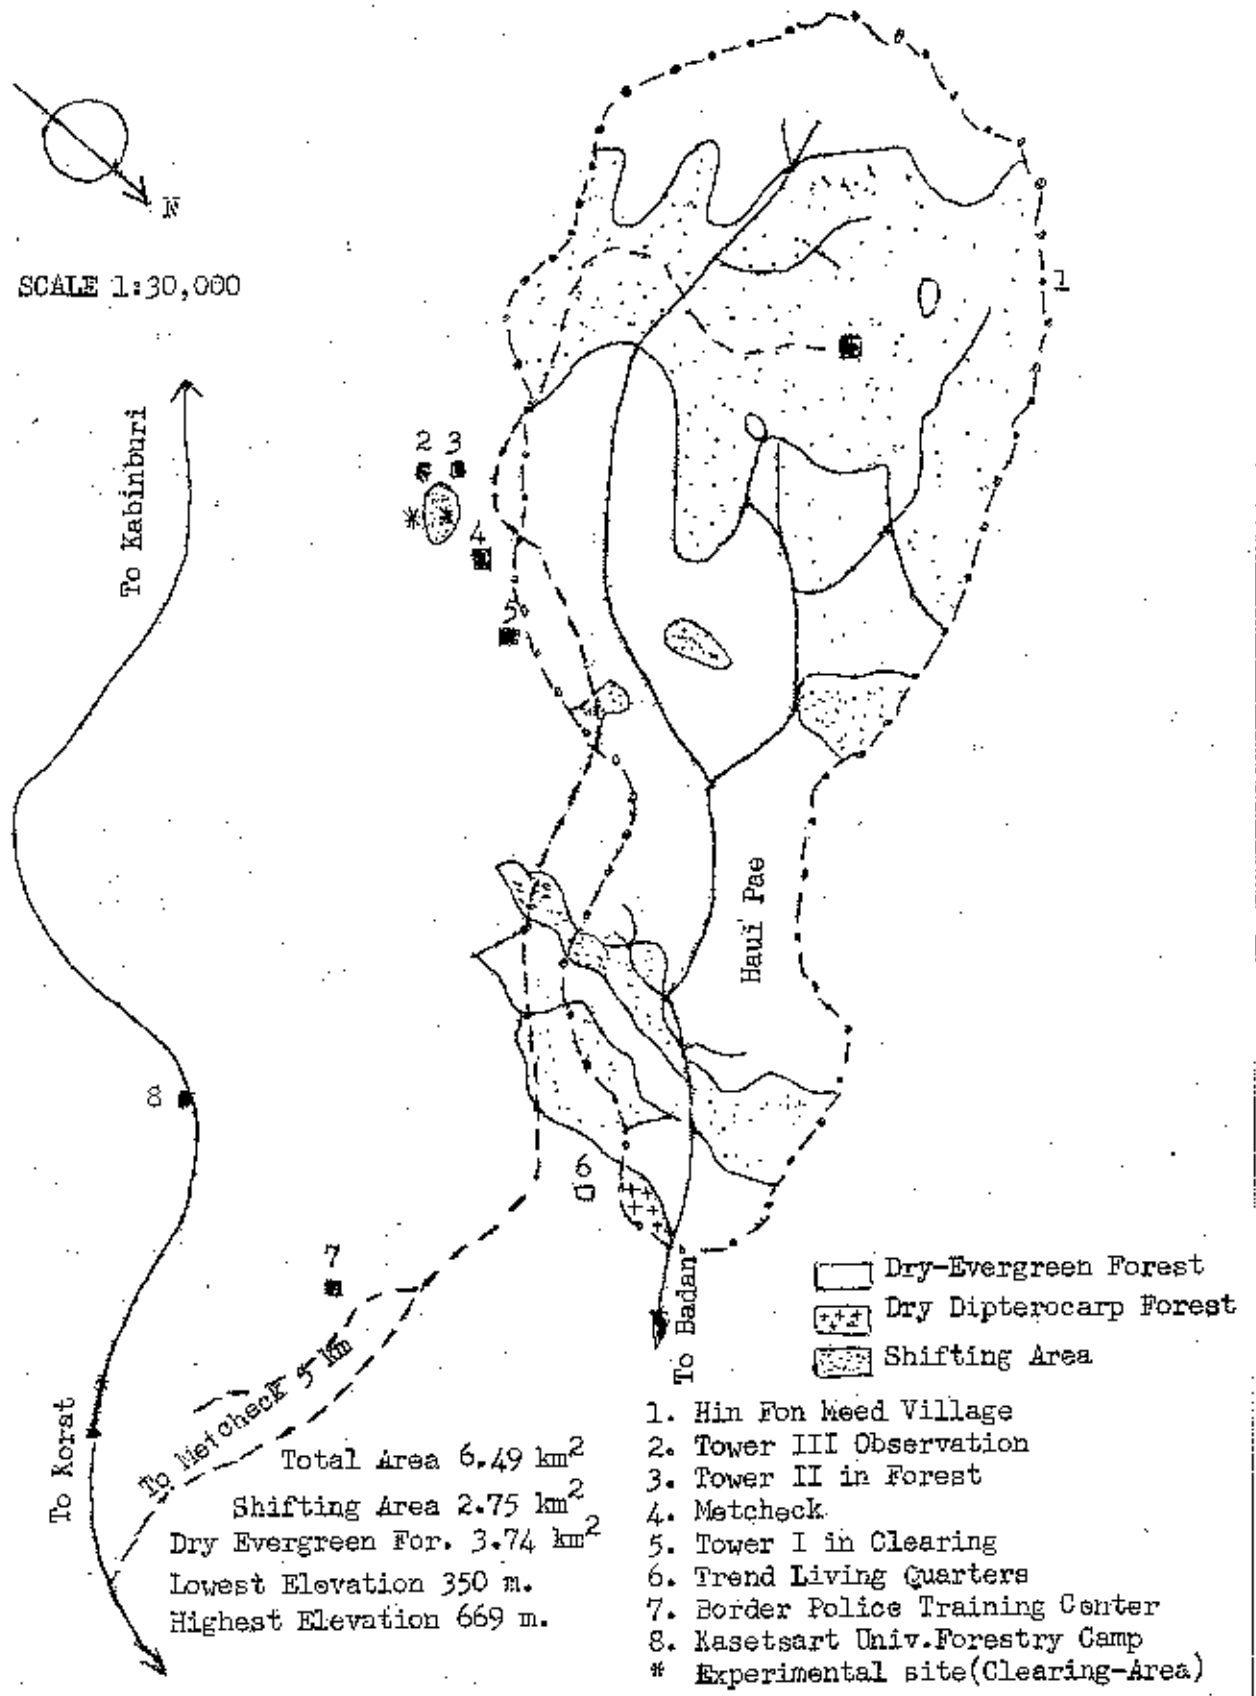 N
SCALE 1:30,000
1
To Kabinburi
2 3
4
5
Haui Pae
8
6
7
To Badan
To Metcheck 5 km
To Korat
Dry-Evergreen Forest
Dry Dipterocarp Forest
Shifting Area
Total Area 6.49 km2
Shifting Area 2.75 km2
Dry Evergreen For. 3.74 km2
Lowest Elevation 350 m.
Highest Elevation 669 m.
1. Hin Fon Meed Village
2. Tower III Observation
3. Tower II in Forest
4. Metcheck
5. Tower I in Clearing
6. Trend Living Quarters
7. Border Police Training Center
8. Kasetsart Univ.Forestry Camp
* Experimental site(Clearing-Area)